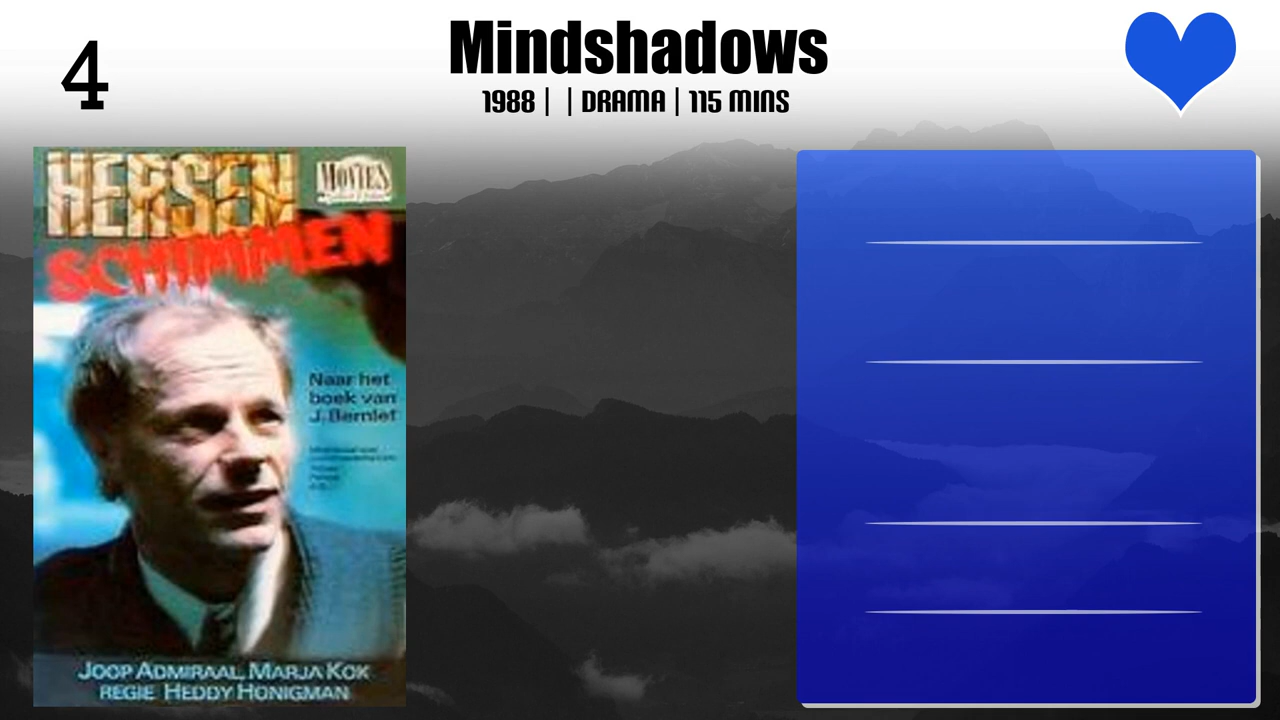 4
Mindshadows
1988 | | DRAMA | 115 MINS
HERSEN
MOVIES
SCHIMMEN
Naar het
boek van
J. Bernlef
JOOP ADMIRAAL, MARJA KOK
REGIE HEDDY HONIGMAN